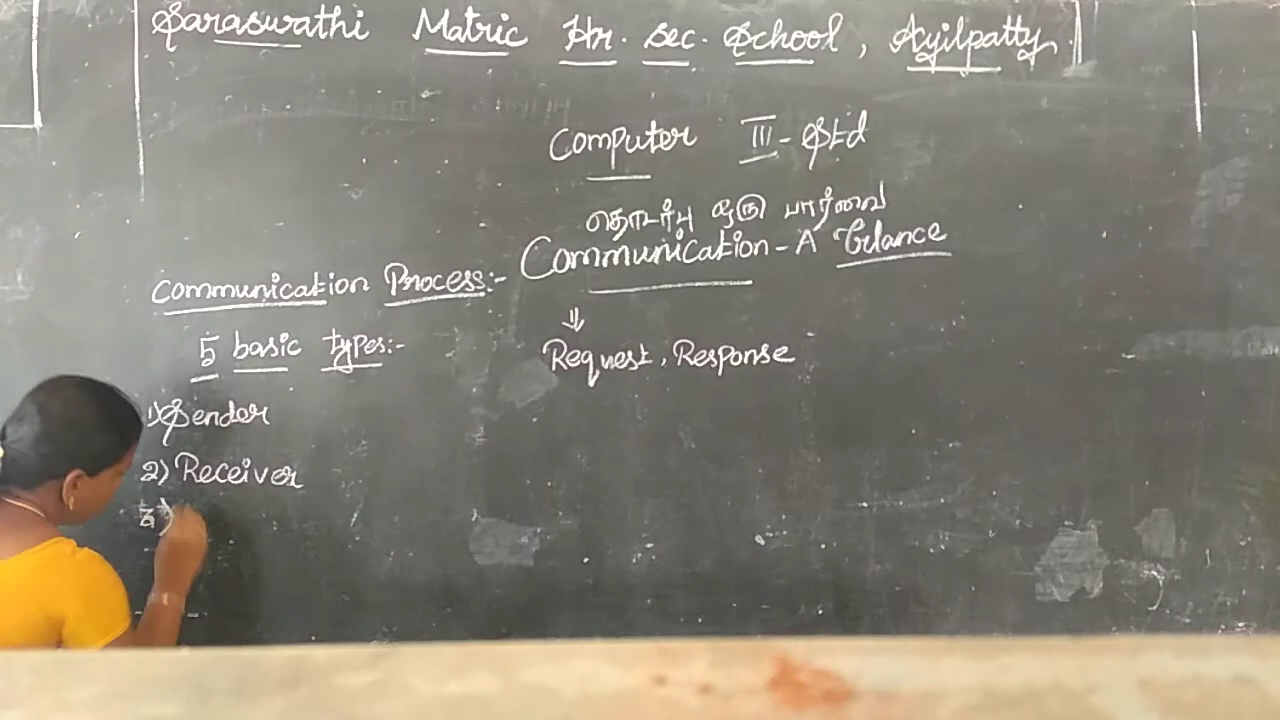 Saraswathi Matric Hr. Sec. School, Ayilpatty.
Computer III - Std
தொடர்பு ஒரு பார்வை
Communication - A Glance
Communication Process:-
⇓
5 basic types:-
Request, Response
1) Sender
2) Receiver
3)